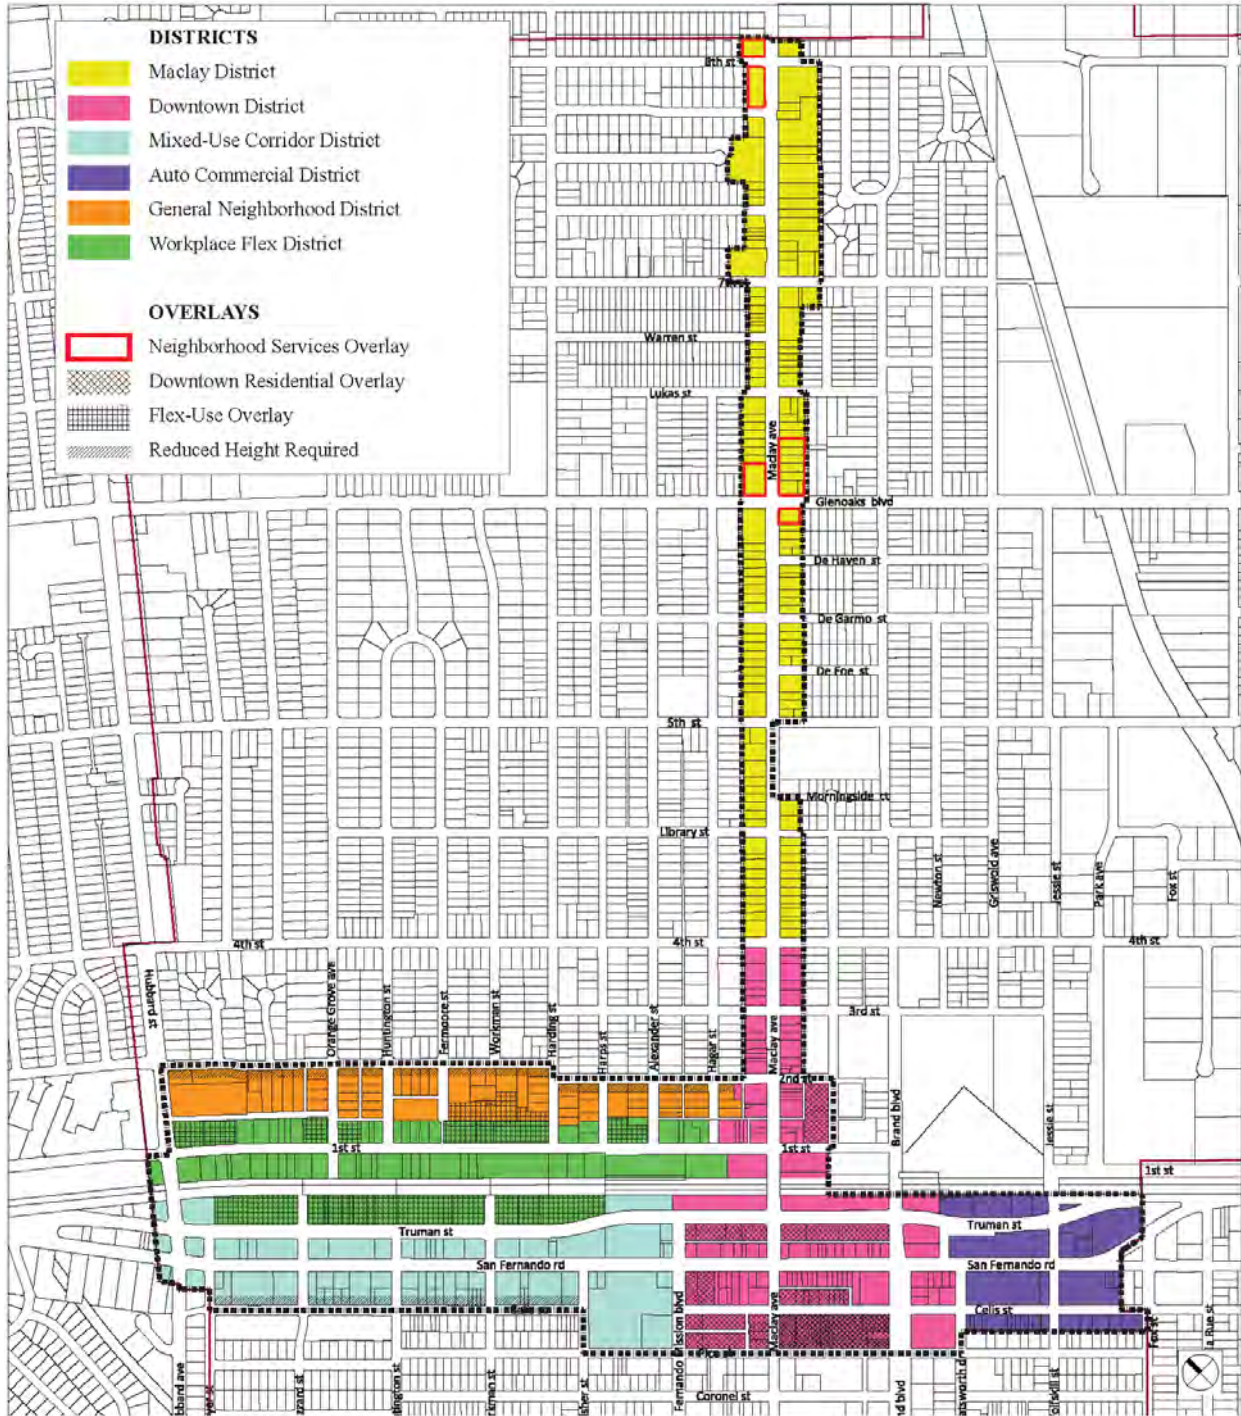 DISTRICTS
Maclay District
Downtown District
Mixed-Use Corridor District
Auto Commercial District
General Neighborhood District
Workplace Flex District
OVERLAYS
Neighborhood Services Overlay
Downtown Residential Overlay
Flex-Use Overlay
Reduced Height Required
8th st
7th st
Warren st
Lukas st
Maclay ave
Glenoaks blvd
De Haven st
De Garmo st
De Foe st
5th st
Morningside ct
Library st
Newton st
Griswold ave
Jessie st
Park ave
Fox st
4th st
4th st
4th st
Hubbard st
Orange Grove ave
Huntington st
Fermoore st
Workman st
Harding st
Harps st
Alexander st
Hagar st
Maclay ave
3rd st
2nd st
Brand blvd
Jessie st
1st st
1st st
1st st
Truman st
Truman st
San Fernando rd
San Fernando rd
Celis st
Maclay ave
Pico st
Coronel st
Fox st